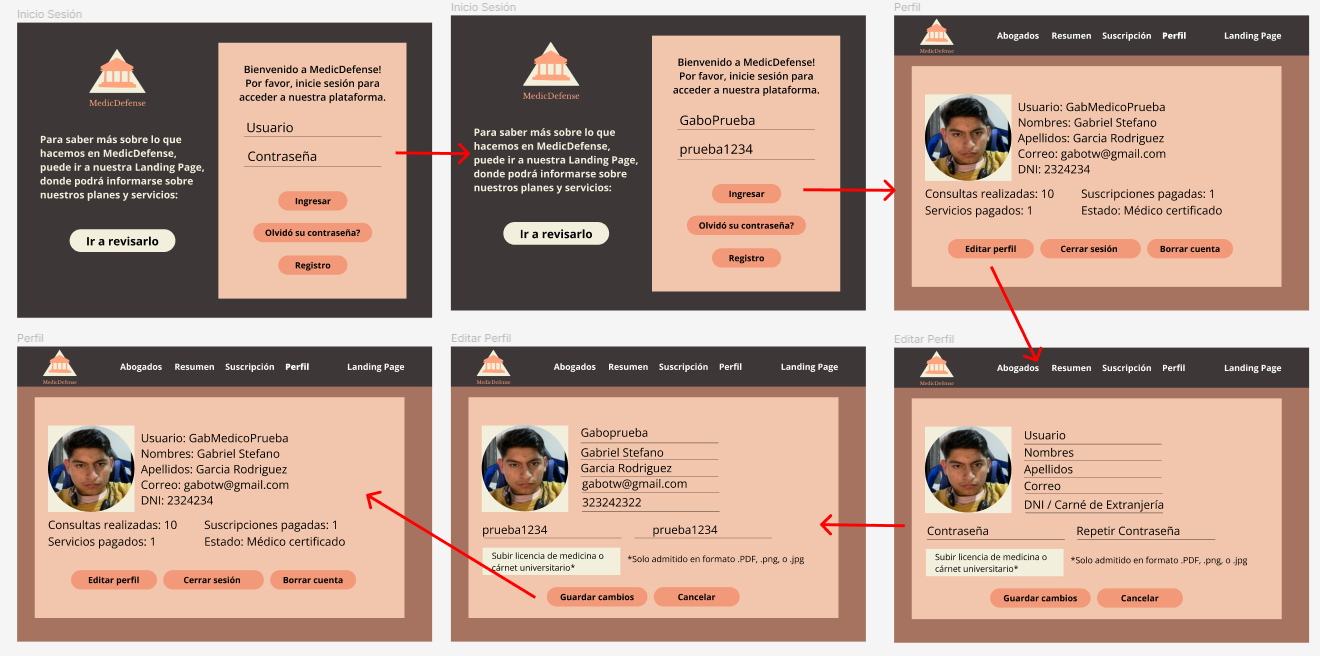 Inicio Sesión
MedicDefense
Para saber más sobre lo que
hacemos en MedicDefense,
puede ir a nuestra Landing Page,
donde podrá informarse sobre
nuestros planes y servicios:
Ir a revisarlo
Bienvenido a MedicDefense!
Por favor, inicie sesión para
acceder a nuestra plataforma.
Usuario
Contraseña
Ingresar
Olvidó su contraseña?
Registro
Inicio Sesión
MedicDefense
Para saber más sobre lo que
hacemos en MedicDefense,
puede ir a nuestra Landing Page,
donde podrá informarse sobre
nuestros planes y servicios:
Ir a revisarlo
Bienvenido a MedicDefense!
Por favor, inicie sesión para
acceder a nuestra plataforma.
GaboPrueba
prueba1234
Ingresar
Olvidó su contraseña?
Registro
Perfil
MedicDefense
Abogados Resumen Suscripción Perfil Landing Page
Usuario: GabMedicoPrueba
Nombres: Gabriel Stefano
Apellidos: Garcia Rodriguez
Correo: gabotw@gmail.com
DNI: 2324234
Consultas realizadas: 10 Suscripciones pagadas: 1
Servicios pagados: 1 Estado: Médico certificado
Editar perfil Cerrar sesión Borrar cuenta
Perfil
MedicDefense
Abogados Resumen Suscripción Perfil Landing Page
Usuario: GabMedicoPrueba
Nombres: Gabriel Stefano
Apellidos: Garcia Rodriguez
Correo: gabotw@gmail.com
DNI: 2324234
Consultas realizadas: 10 Suscripciones pagadas: 1
Servicios pagados: 1 Estado: Médico certificado
Editar perfil Cerrar sesión Borrar cuenta
Editar Perfil
MedicDefense
Abogados Resumen Suscripción Perfil Landing Page
Gaboprueba
Gabriel Stefano
Garcia Rodriguez
gabotw@gmail.com
323242322
prueba1234 prueba1234
Subir licencia de medicina o
cárnet universitario*
*Solo admitido en formato .PDF, .png, o .jpg
Guardar cambios Cancelar
Editar Perfil
MedicDefense
Abogados Resumen Suscripción Perfil Landing Page
Usuario
Nombres
Apellidos
Correo
DNI / Carné de Extranjería
Contraseña Repetir Contraseña
Subir licencia de medicina o
cárnet universitario*
*Solo admitido en formato .PDF, .png, o .jpg
Guardar cambios Cancelar